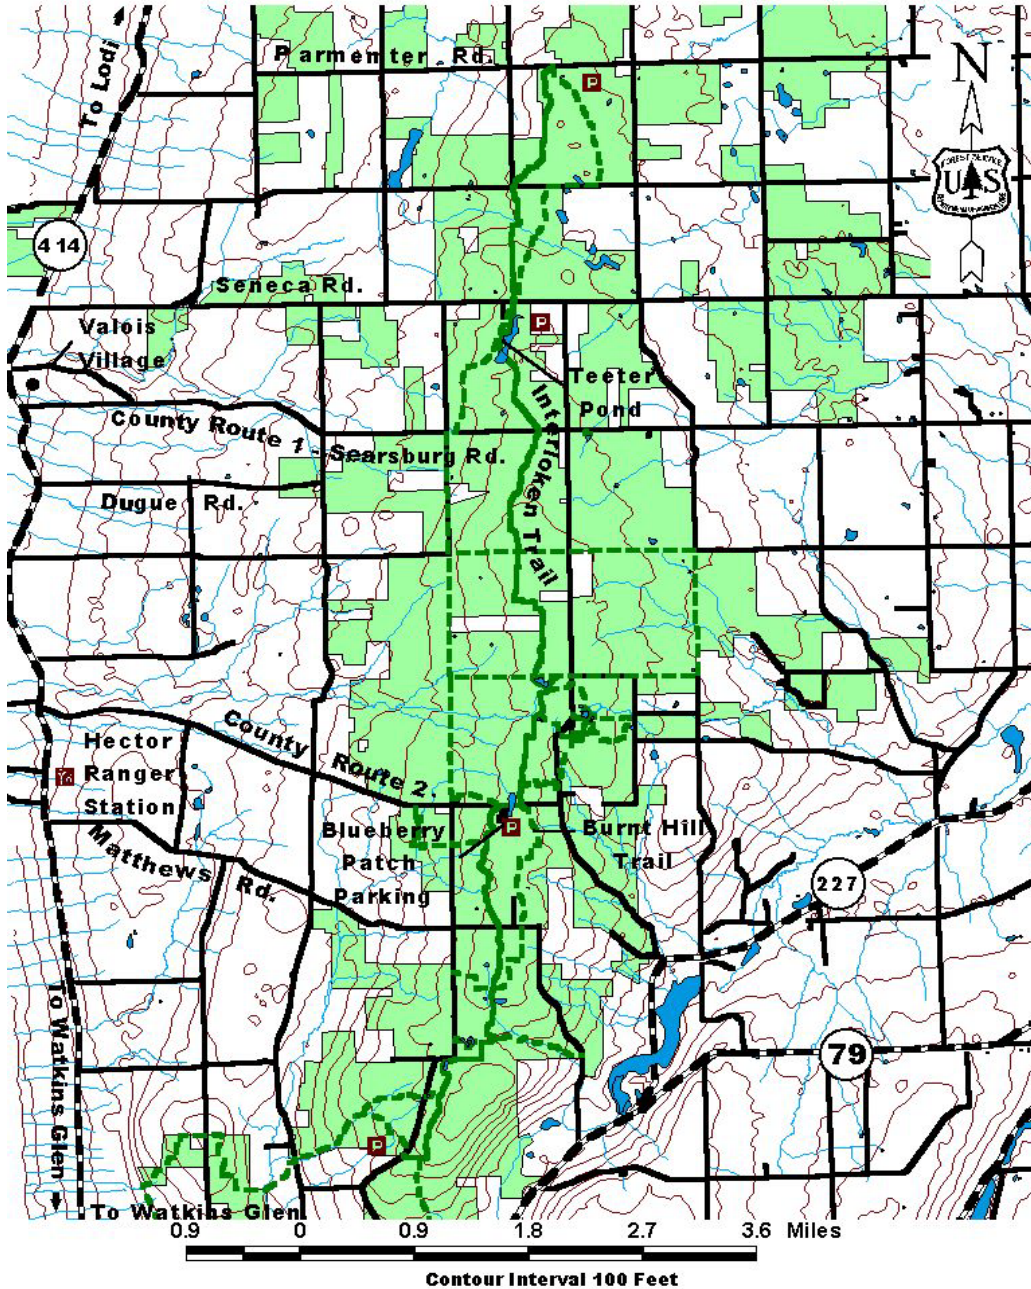 To Lodi
Parmenter Rd.
N
P
FOREST SERVICE
US
414
Seneca Rd.
Valois
Village
P
Teeter
Pond
Interloken Trail
County Route 1 - Searsburg Rd.
Dugue Rd.
County Route 2
Hector
Ranger
Station
Matthews Rd.
Blueberry
Patch
Parking
P
Burnt Hill
Trail
227
79
To Watkins Glen
P
To Watkins Glen
0.9 0 0.9 1.8 2.7 3.6 Miles
Contour Interval 100 Feet